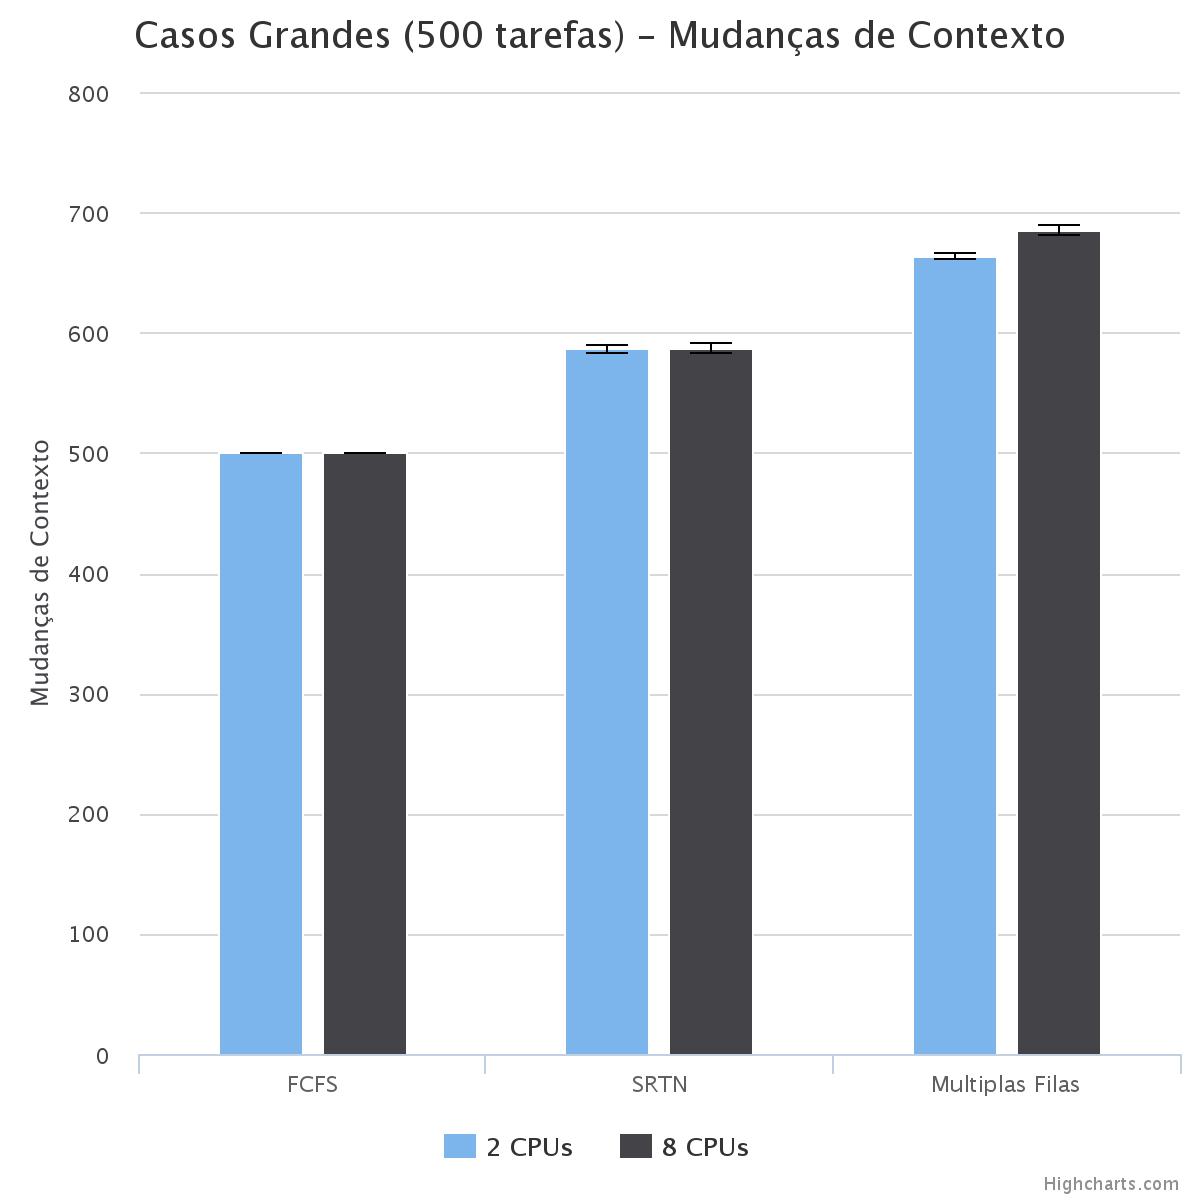 Casos Grandes (500 tarefas) – Mudanças de Contexto
800
700
600
500
400
300
200
100
0
Mudanças de Contexto
FCFS
SRTN
Multiplas Filas
2 CPUs
8 CPUs
Highcharts.com